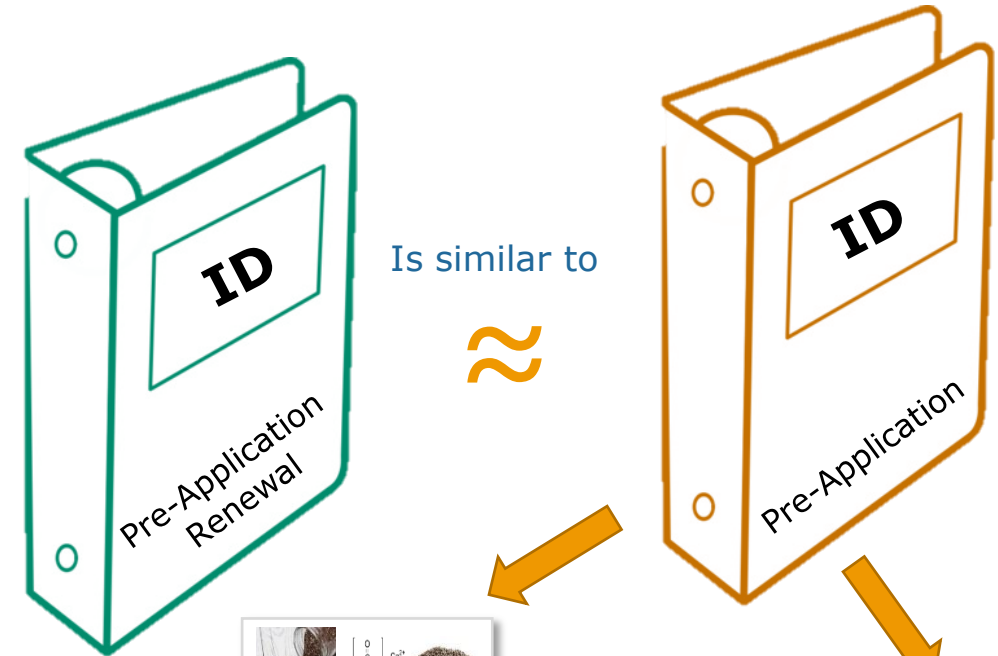 ID
Pre-Application
Renewal
Is similar to
≈
ID
Pre-Application